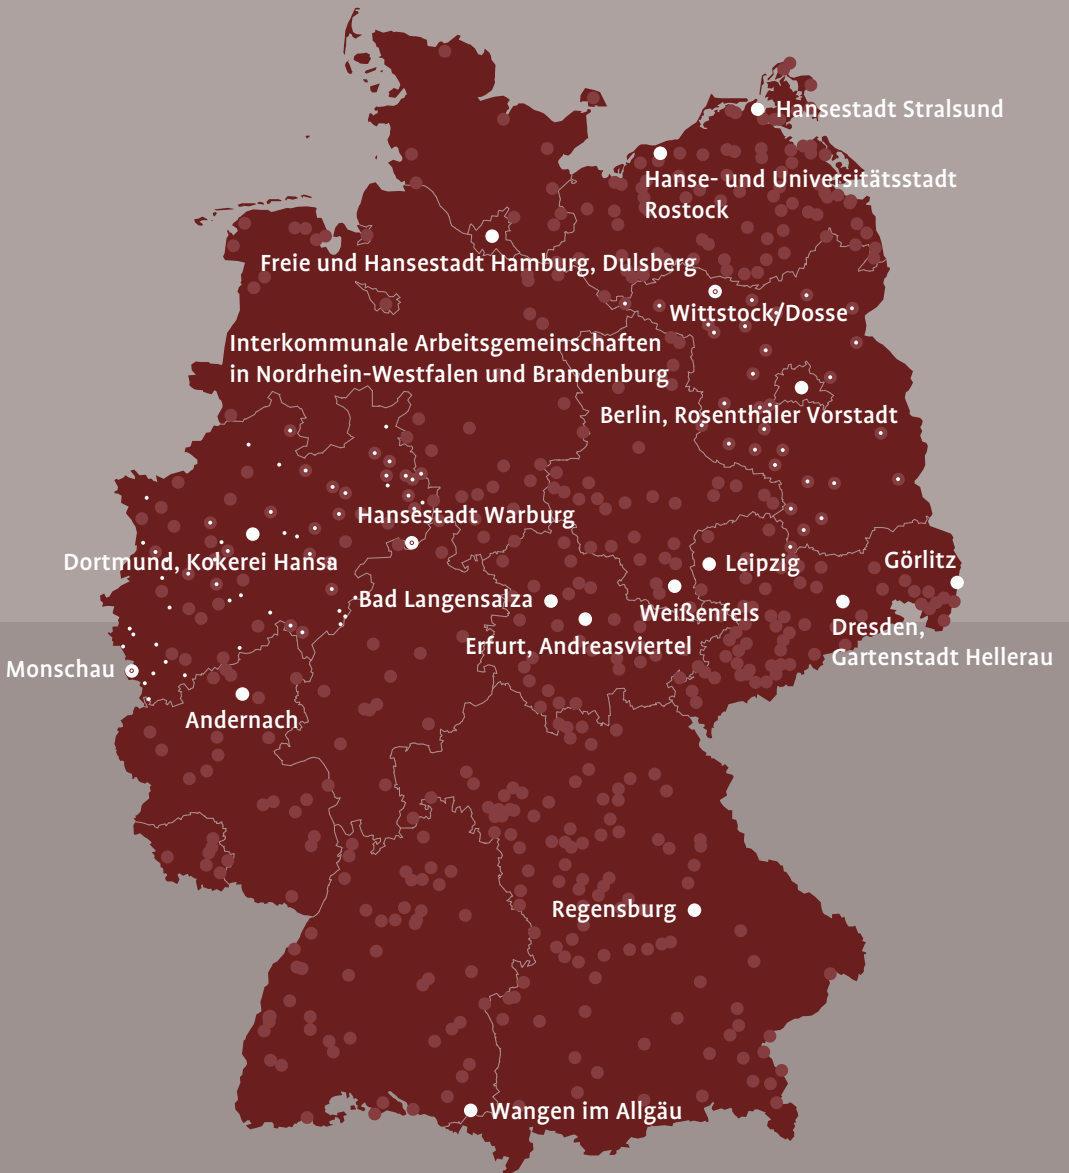 Hansestadt Stralsund
Hanse- und Universitätsstadt
Rostock
Freie und Hansestadt Hamburg, Dulsberg
Wittstock/Dosse
Interkommunale Arbeitsgemeinschaften
in Nordrhein-Westfalen und Brandenburg
Berlin, Rosenthaler Vorstadt
Hansestadt Warburg
Dortmund, Kokerei Hansa
Leipzig
Görlitz
Bad Langensalza
Weißenfels
Dresden,
Gartenstadt Hellerau
Erfurt, Andreasviertel
Monschau
Andernach
Regensburg
Wangen im Allgäu